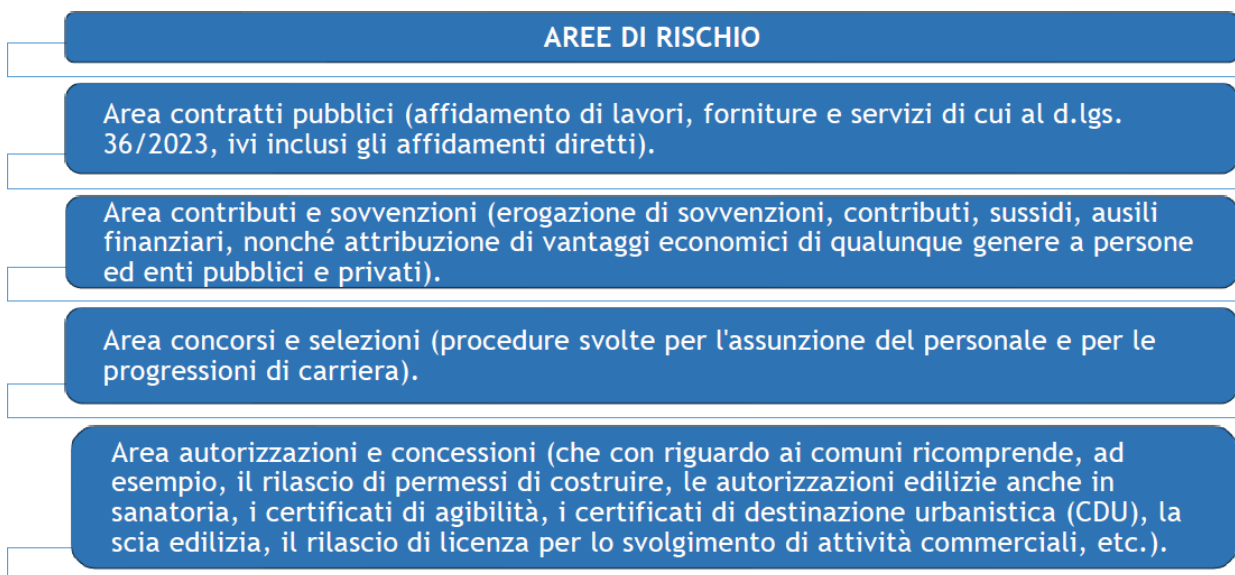 AREE DI RISCHIO
Area contratti pubblici (affidamento di lavori, forniture e servizi di cui al d.lgs.
36/2023, ivi inclusi gli affidamenti diretti).
Area contributi e sovvenzioni (erogazione di sovvenzioni, contributi, sussidi, ausili
finanziari, nonché attribuzione di vantaggi economici di qualunque genere a persone
ed enti pubblici e privati).
Area concorsi e selezioni (procedure svolte per l'assunzione del personale e per le
progressioni di carriera).
Area autorizzazioni e concessioni (che con riguardo ai comuni ricomprende, ad
esempio, il rilascio di permessi di costruire, le autorizzazioni edilizie anche in
sanatoria, i certificati di agibilità, i certificati di destinazione urbanistica (CDU), la
scia edilizia, il rilascio di licenza per lo svolgimento di attività commerciali, etc.).